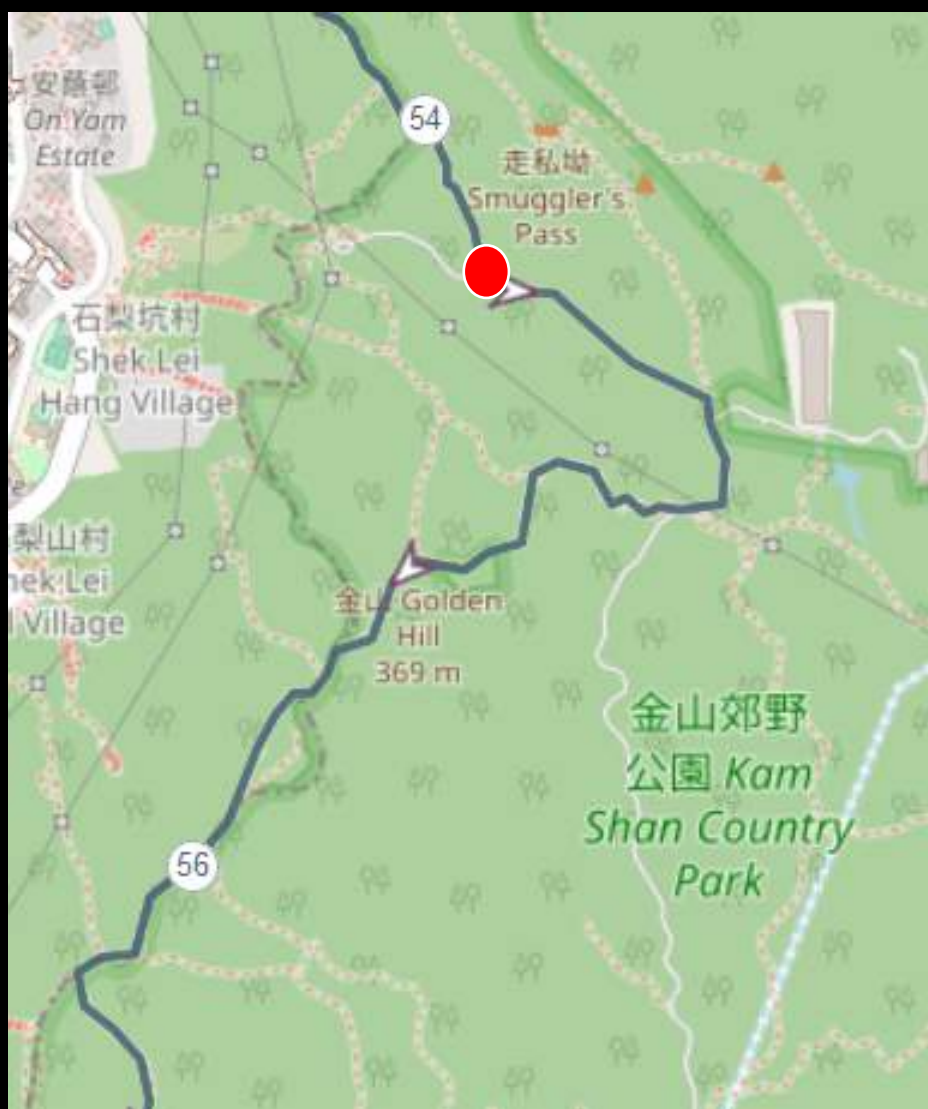 安蔭邨
On Yam
Estate
54
走私坳
Smuggler's
Pass
石梨坑村
Shek Lei
Hang Village
梨山村
hek Lei
Village
金山 Golden
Hill
369 m
金山郊野
公園 Kam
Shan Country
Park
56